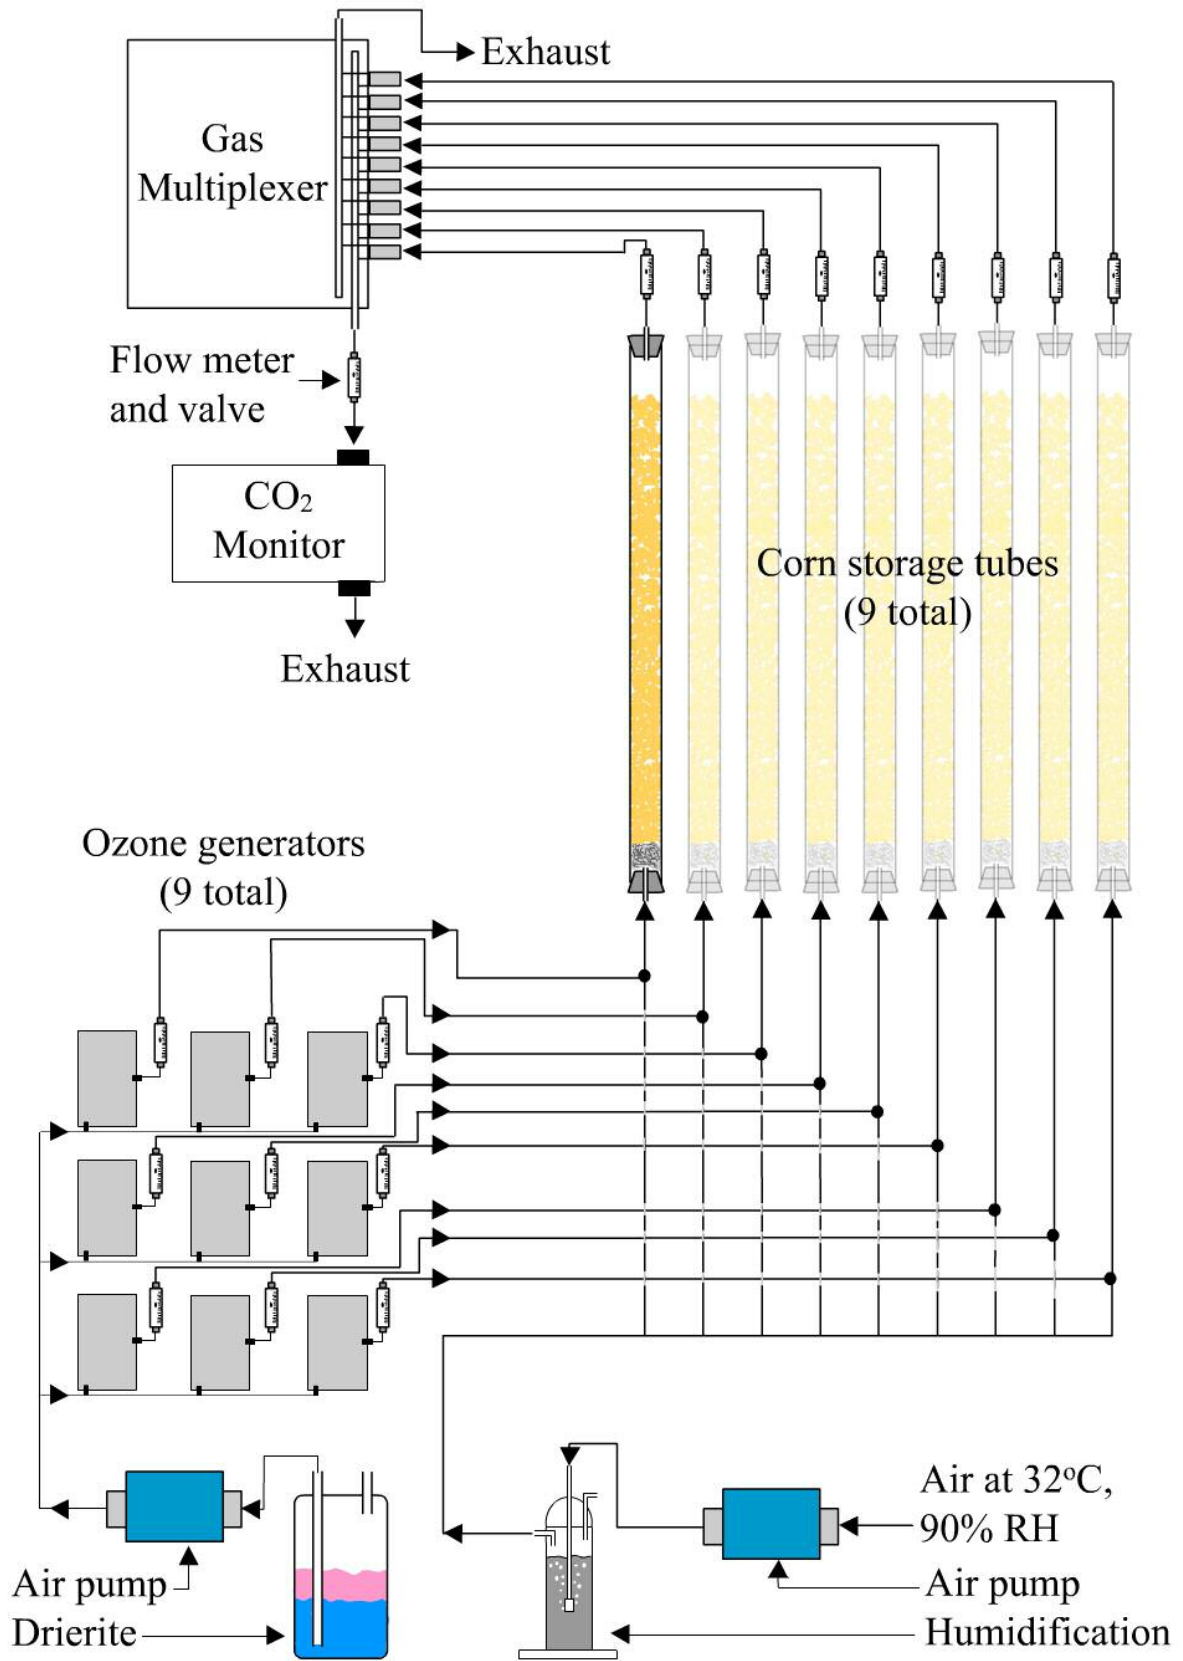 Exhaust
Gas
Multiplexer
Flow meter
and valve
CO₂
Monitor
Exhaust
Corn storage tubes
(9 total)
Ozone generators
(9 total)
Air at 32°C,
90% RH
Air pump
Drierite
Air pump
Humidification